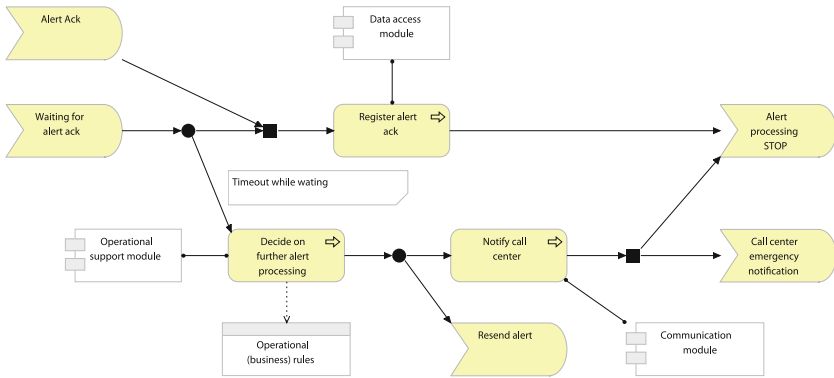 Alert Ack
Data access
module
Waiting for
alert ack
Register alert
ack
Alert
processing
STOP
Timeout while wating
Operational
support module
Decide on
further alert
processing
Notify call
center
Call center
emergency
notification
Operational
(business) rules
Resend alert
Communication
module